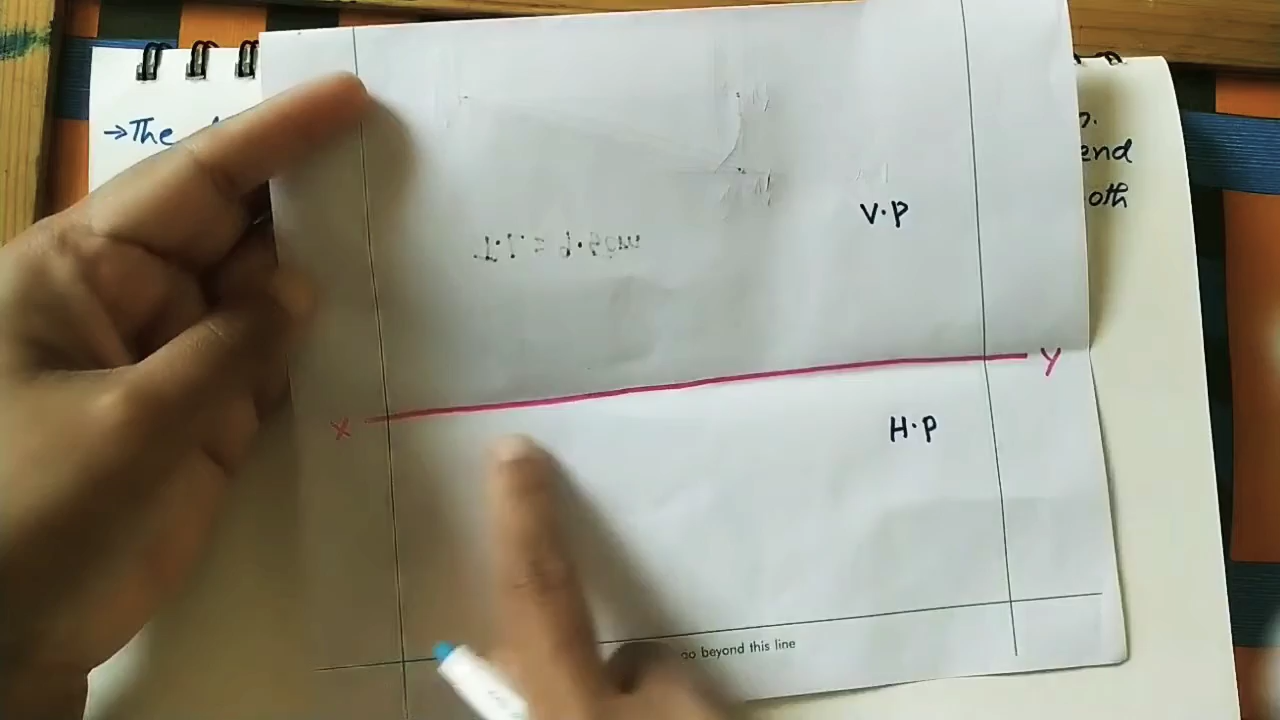 →The
n.
end
oth
V.P
X
Y
H.P
go beyond this line